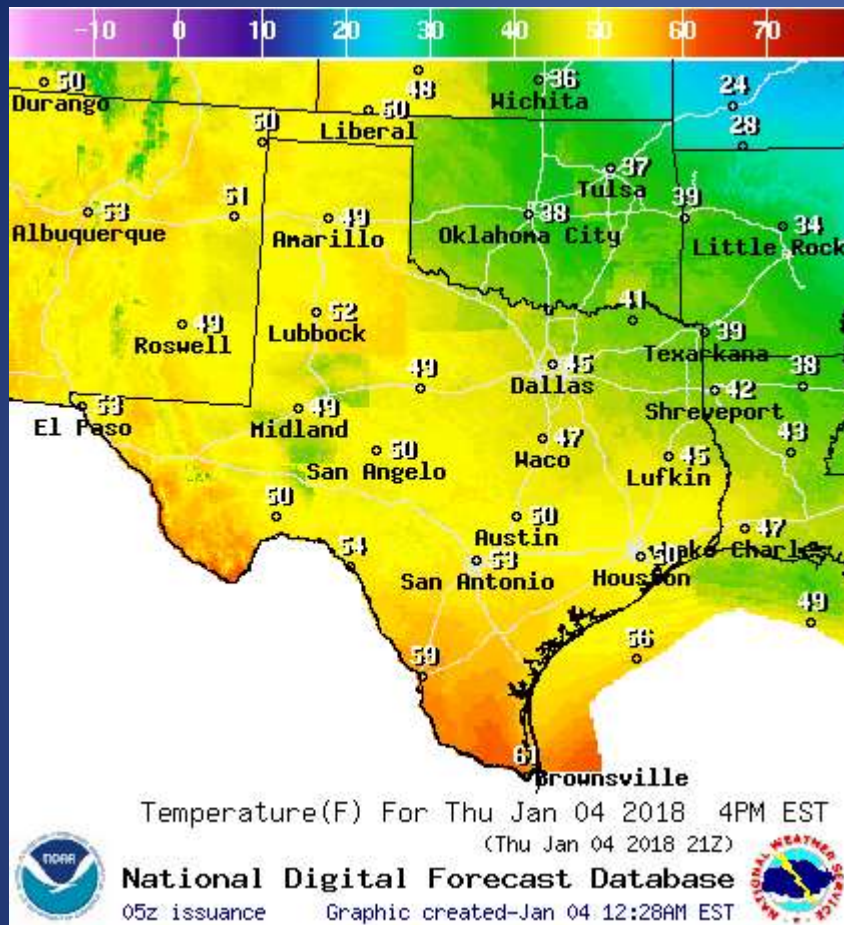 -10 0 10 20 30 40 50 60 70
50 48 36 24
Durango Wichita
50
Liberal
50 28
37
Tulsa
53 51 49 38 39 34
Albuquerque Amarillo Oklahoma City Little Rock
49 52 41 39
Roswell Lubbock Texarkana
49 45 42 38
Dallas Shreveport
53 49
El Paso Midland
50 47 45 43
San Angelo Waco Lufkin
50 50 47
Austin Lake Charles
54 53 50
San Antonio Houston
59 56 49
61
Brownsville
Temperature(F) For Thu Jan 04 2018 4PM EST
(Thu Jan 04 2018 21Z)
NOAA
National Digital Forecast Database
NATIONAL WEATHER SERVICE
05z issuance Graphic created-Jan 04 12:28AM EST